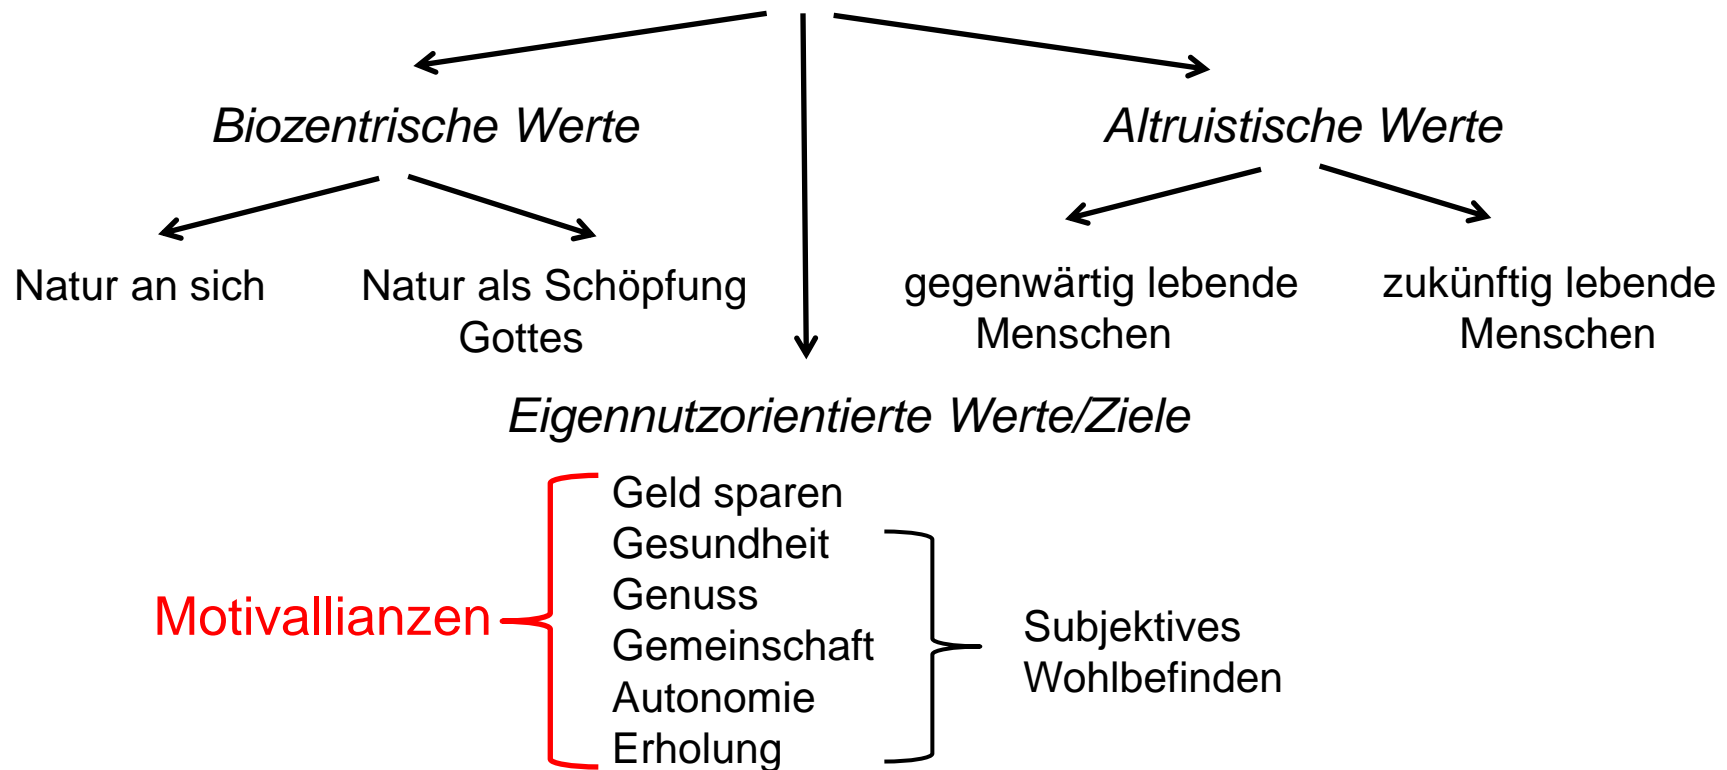 Biozentrische Werte
Altruistische Werte
Natur an sich
Natur als Schöpfung
Gottes
gegenwärtig lebende
Menschen
zukünftig lebende
Menschen
Eigennutzorientierte Werte/Ziele
Motivallianzen
Geld sparen
Gesundheit
Genuss
Gemeinschaft
Autonomie
Erholung
Subjektives
Wohlbefinden